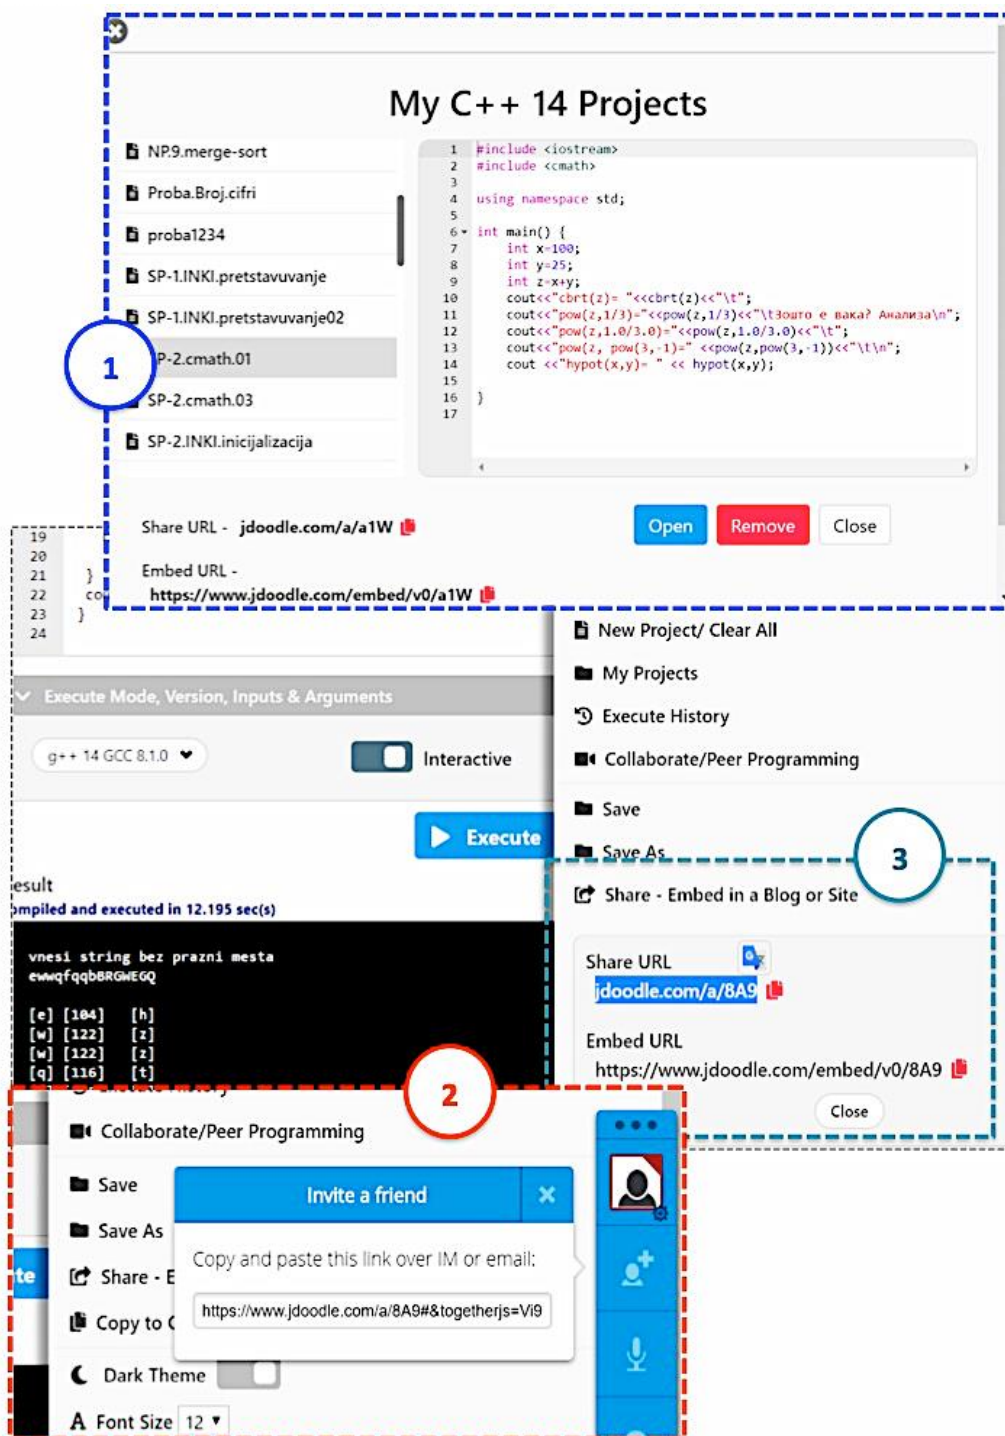 My C++ 14 Projects
NP.9.merge-sort
Proba.Broj.cifri
proba1234
SP-1.INKI.pretstavuvanje
SP-1.INKI.pretstavuvanje02
1
P-2.cmath.01
SP-2.cmath.03
SP-2.INKI.inicijalizacija
1 #include <iostream>
2 #include <cmath>
3
4 using namespace std;
5
6 int main() {
7 int x=100;
8 int y=25;
9 int z=x+y;
10 cout<<"cbrt(z)= "<<cbrt(z)<<"\t";
11 cout<<"pow(z,1/3)="<<pow(z,1/3)<<"\tЗошто е вака? Анализа\n";
12 cout<<"pow(z,1.0/3.0)="<<pow(z,1.0/3.0)<<"\t";
13 cout<<"pow(z, pow(3,-1)=" <<pow(z,pow(3,-1))<<"\t\n";
14 cout <<"hypot(x,y)= " << hypot(x,y);
15
16 }
17
Share URL - jdoodle.com/a/a1W
Open Remove Close
Embed URL -
https://www.jdoodle.com/embed/v0/a1W
19
20
21 }
22 co
23 }
24
Execute Mode, Version, Inputs & Arguments
g++ 14 GCC 8.1.0
Interactive
Execute
esult
ompiled and executed in 12.195 sec(s)
vnesi string bez prazni mesta
ewwqfqqbBRGWEGQ
[e] [104] [h]
[w] [122] [z]
[w] [122] [z]
[q] [116] [t]
New Project/ Clear All
My Projects
Execute History
Collaborate/Peer Programming
Save
Save As
3
Share - Embed in a Blog or Site
Share URL
jdoodle.com/a/8A9
Embed URL
https://www.jdoodle.com/embed/v0/8A9
Close
2
Collaborate/Peer Programming
Save
Save As
Share - E
Copy to C
Dark Theme
A Font Size 12
te
Invite a friend
Copy and paste this link over IM or email:
https://www.jdoodle.com/a/8A9#&togetherjs=Vi9